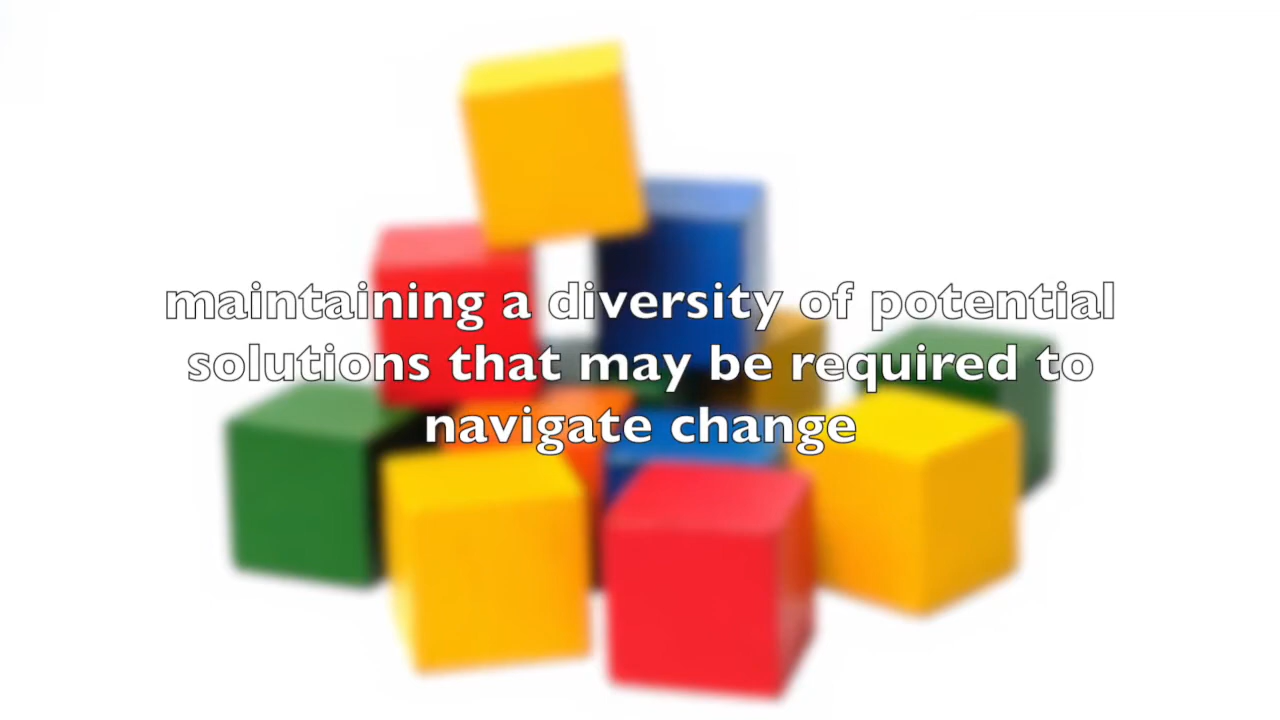 maintaining a diversity of potential
solutions that may be required to
navigate change